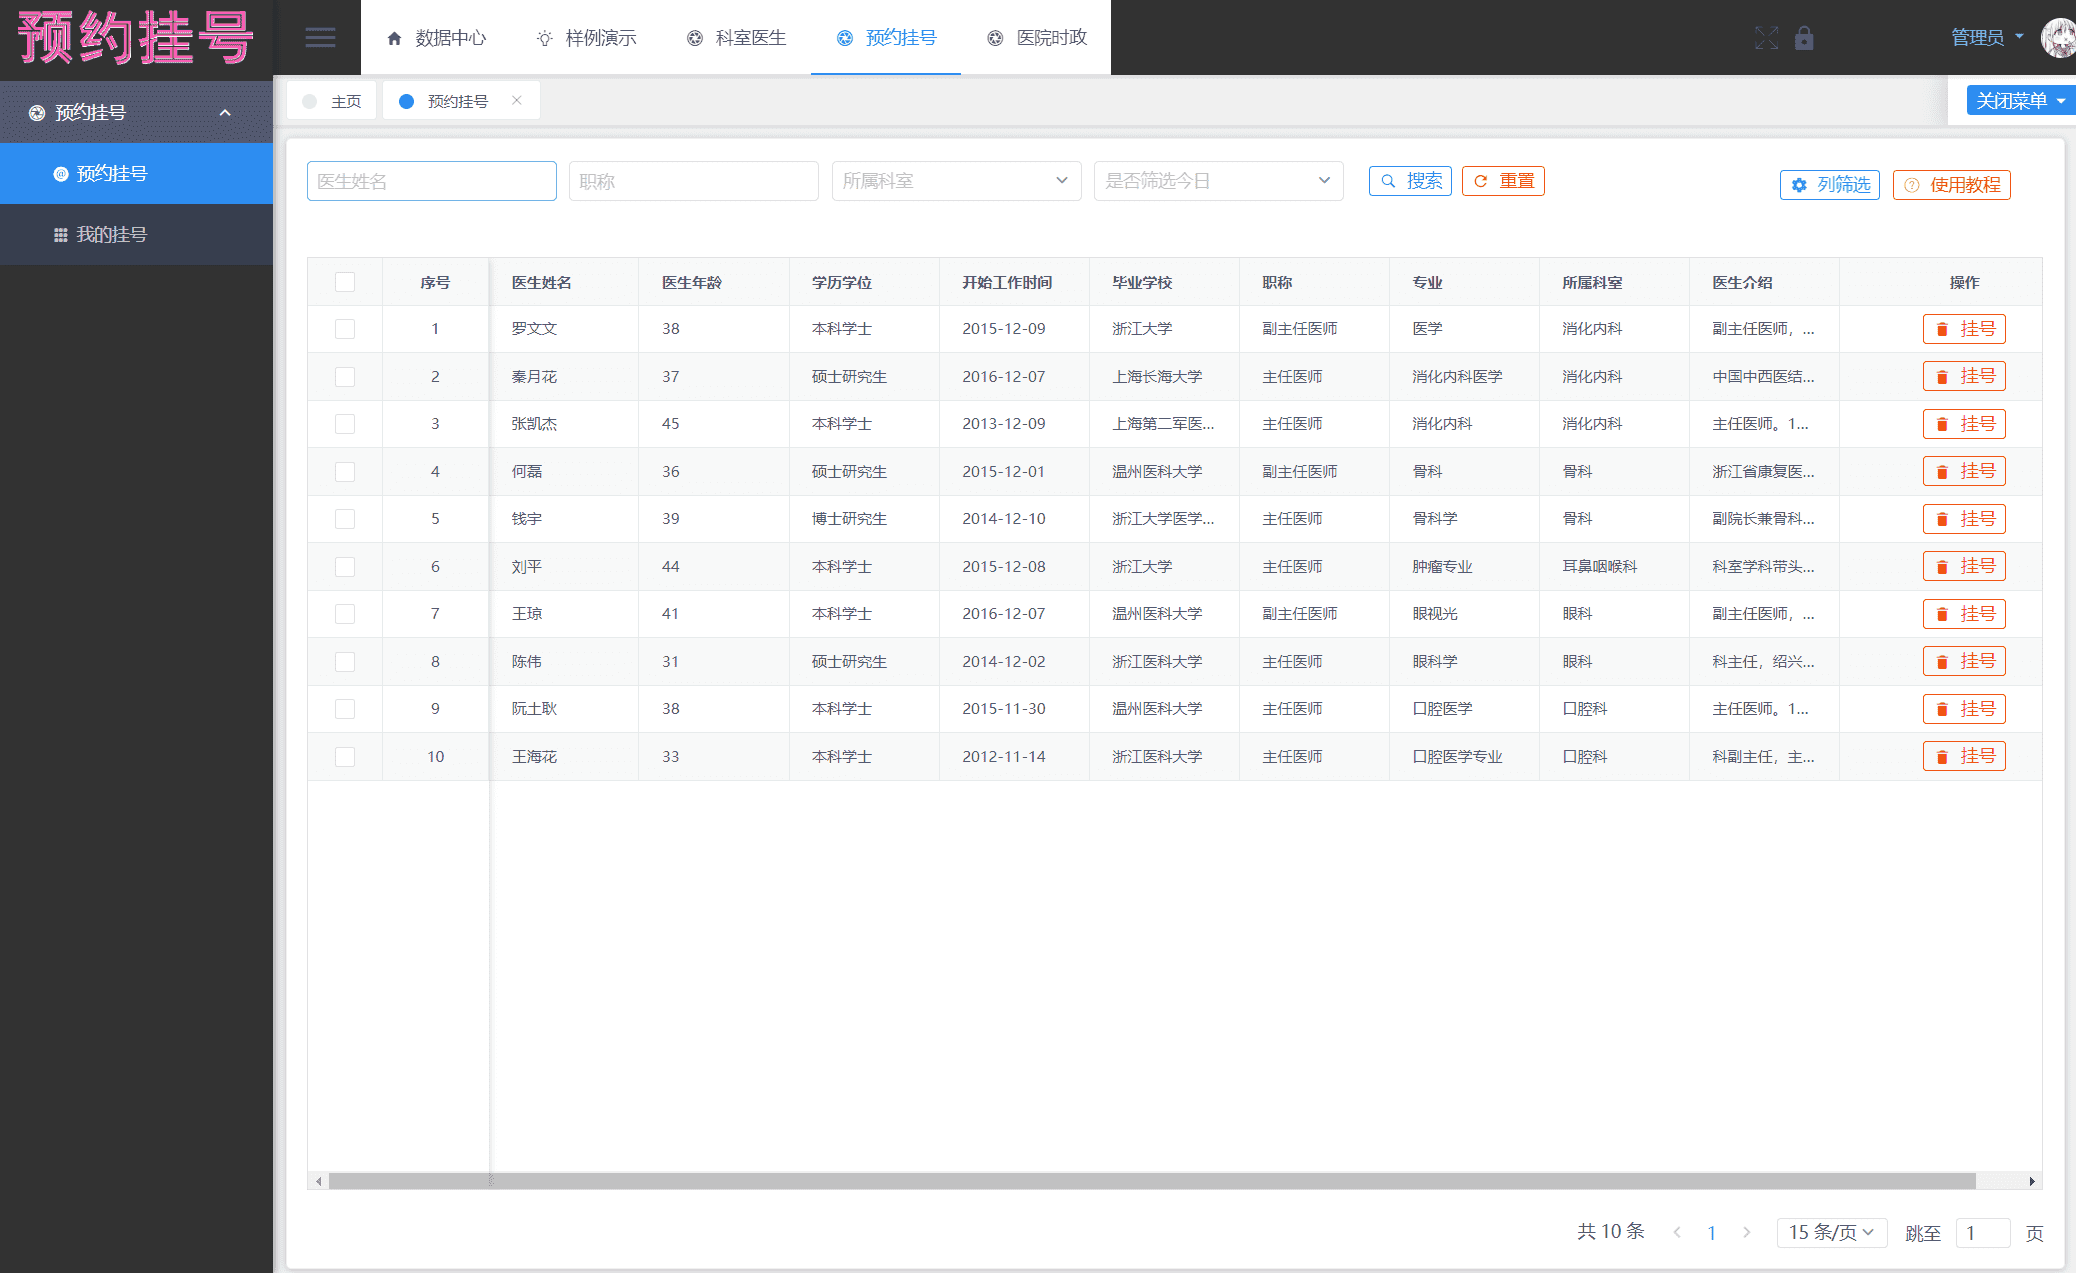 预约挂号
数据中心 样例演示 科室医生 预约挂号 医院时政 管理员
预约挂号
预约挂号
我的挂号
主页 预约挂号 关闭菜单
医生姓名 职称 所属科室 是否筛选今日 搜索 重置 列筛选 使用教程
序号 医生姓名 医生年龄 学历学位 开始工作时间 毕业学校 职称 专业 所属科室 医生介绍 操作
1 罗文文 38 本科学士 2015-12-09 浙江大学 副主任医师 医学 消化内科 副主任医师，... 挂号
2 秦月花 37 硕士研究生 2016-12-07 上海长海大学 主任医师 消化内科医学 消化内科 中国中西医结... 挂号
3 张凯杰 45 本科学士 2013-12-09 上海第二军医... 主任医师 消化内科 消化内科 主任医师。1... 挂号
4 何磊 36 硕士研究生 2015-12-01 温州医科大学 副主任医师 骨科 骨科 浙江省康复医... 挂号
5 钱宇 39 博士研究生 2014-12-10 浙江大学医学... 主任医师 骨科学 骨科 副院长兼骨科... 挂号
6 刘平 44 本科学士 2015-12-08 浙江大学 主任医师 肿瘤专业 耳鼻咽喉科 科室学科带头... 挂号
7 王琼 41 本科学士 2016-12-07 温州医科大学 副主任医师 眼视光 眼科 副主任医师，... 挂号
8 陈伟 31 硕士研究生 2014-12-02 浙江医科大学 主任医师 眼科学 眼科 科主任，绍兴... 挂号
9 阮土耿 38 本科学士 2015-11-30 温州医科大学 主任医师 口腔医学 口腔科 主任医师。1... 挂号
10 王海花 33 本科学士 2012-11-14 浙江医科大学 主任医师 口腔医学专业 口腔科 科副主任，主... 挂号
共 10 条 1 15 条/页 跳至 1 页